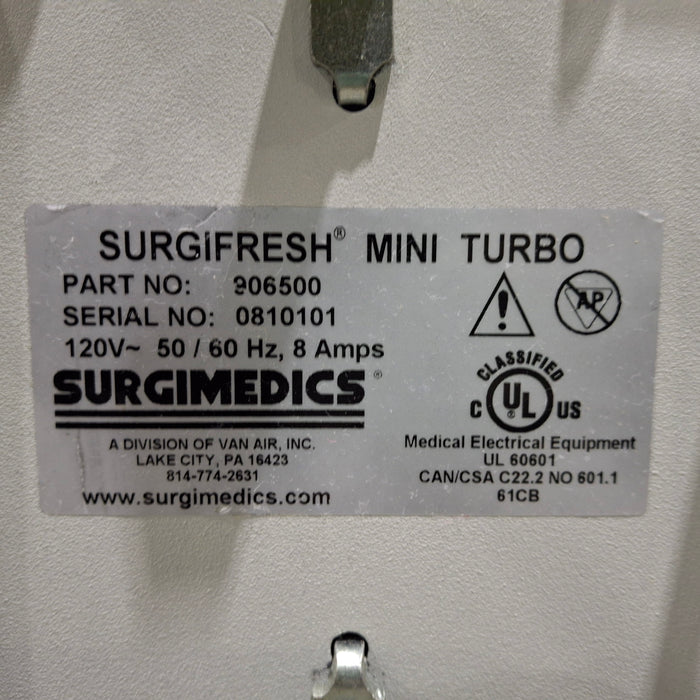 SURGIFRESH® MINI TURBO
PART NO: 906500
SERIAL NO: 0810101
120V~ 50 / 60 Hz, 8 Amps
SURGIMEDICS®
A DIVISION OF VAN AIR, INC.
LAKE CITY, PA 16423
814-774-2631
www.surgimedics.com
AP
CLASSIFIED
C UL® US
Medical Electrical Equipment
UL 60601
CAN/CSA C22.2 NO 601.1
61CB